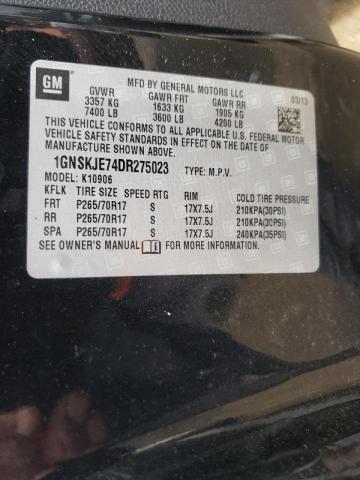 GM
MFD BY GENERAL MOTORS LLC 03/13
GVWR GAWR FRT GAWR RR
3357 KG 1633 KG 1905 KG
7400 LB 3600 LB 4200 LB
THIS VEHICLE CONFORMS TO ALL APPLICABLE U.S. FEDERAL MOTOR
VEHICLE SAFETY STANDARDS IN EFFECT ON THE
DATE OF MANUFACTURE SHOWN ABOVE.
1GNSKJE74DR275023 TYPE: M.P.V.
MODEL: K10906
KFLK TIRE SIZE SPEED RTG RIM COLD TIRE PRESSURE
FRT P265/70R17 S 17X7.5J 210KPA(30PSI)
RR P265/70R17 S 17X7.5J 210KPA(30PSI)
SPA P265/70R17 S 17X7.5J 240KPA(35PSI)
SEE OWNER'S MANUAL FOR MORE INFORMATION.